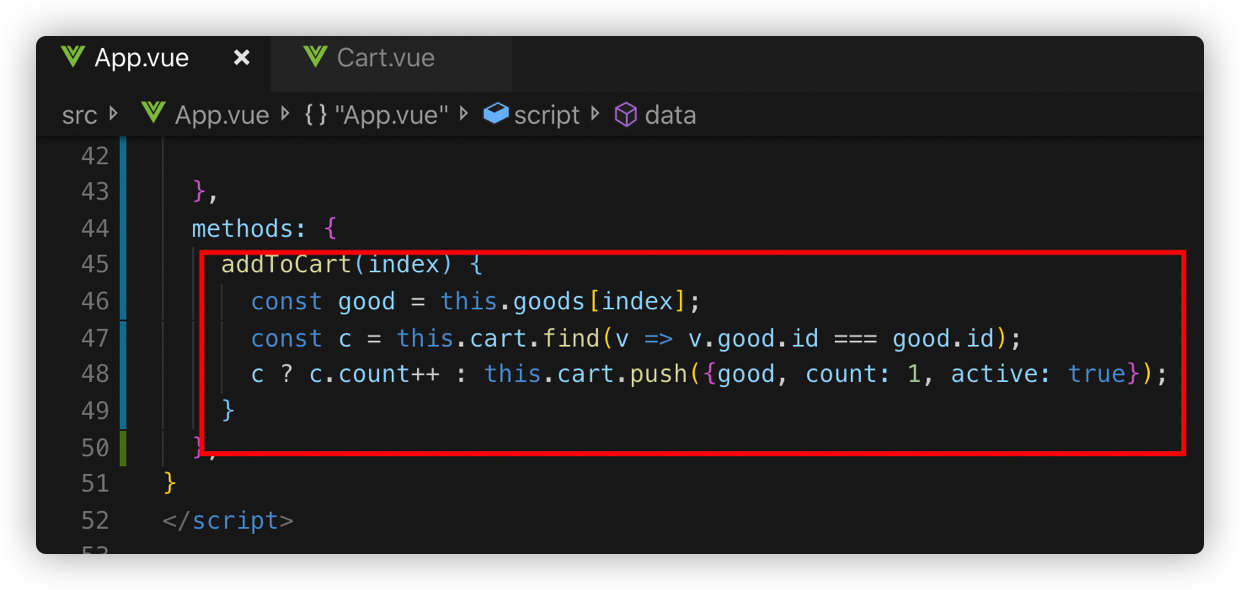 App.vue × Cart.vue
src App.vue {} "App.vue" script data
42
43 },
44 methods: {
45 addToCart(index) {
46 const good = this.goods[index];
47 const c = this.cart.find(v => v.good.id === good.id);
48 c ? c.count++ : this.cart.push({good, count: 1, active: true});
49 }
50 },
51 }
52 </script>
53